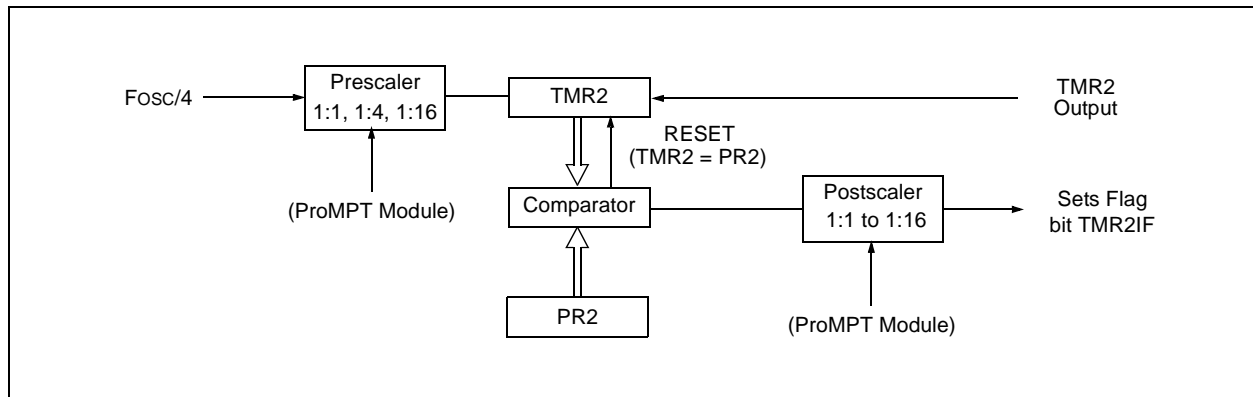 FOSC/4
Prescaler
1:1, 1:4, 1:16
(ProMPT Module)
TMR2
RESET
(TMR2 = PR2)
Comparator
PR2
TMR2
Output
Postscaler
1:1 to 1:16
(ProMPT Module)
Sets Flag
bit TMR2IF